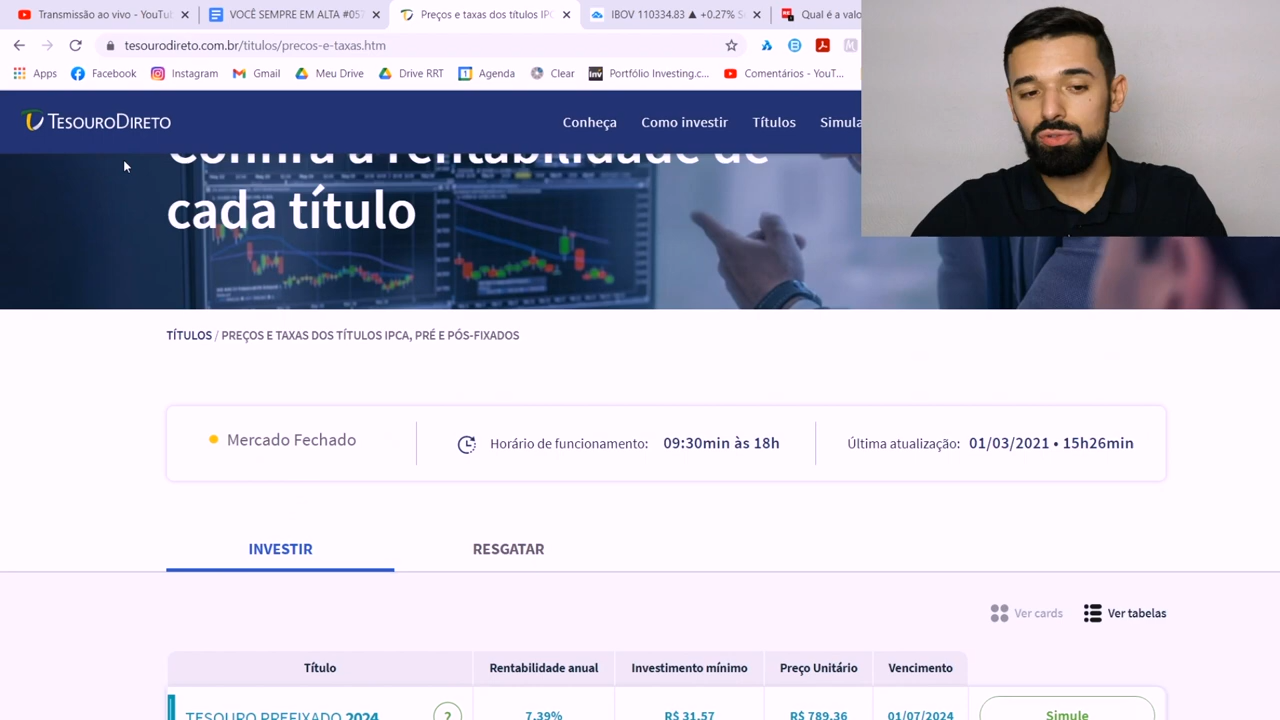 Transmissão ao vivo - YouTu
VOCÊ SEMPRE EM ALTA #05
Preços e taxas dos títulos IPC
IBOV 110334.83 ▲ +0.27%
Qual é a valo
tesourodireto.com.br/titulos/precos-e-taxas.htm
Apps
Facebook
Instagram
Gmail
Meu Drive
Drive RRT
Agenda
Clear
Inv
Portfólio Investing.c...
Comentários - YouT...
TESOURODIRETO
Conheça
Como investir
Títulos
Simula
Confira a rentabilidade de
cada título
TÍTULOS / PREÇOS E TAXAS DOS TÍTULOS IPCA, PRÉ E PÓS-FIXADOS
Mercado Fechado
Horário de funcionamento: 09:30min às 18h
Última atualização: 01/03/2021 • 15h26min
INVESTIR
RESGATAR
Ver cards
Ver tabelas
Título
Rentabilidade anual
Investimento mínimo
Preço Unitário
Vencimento
TESOURO PREFIXADO 2024
?
7,39%
R$ 31,57
R$ 789,36
01/07/2024
Simule